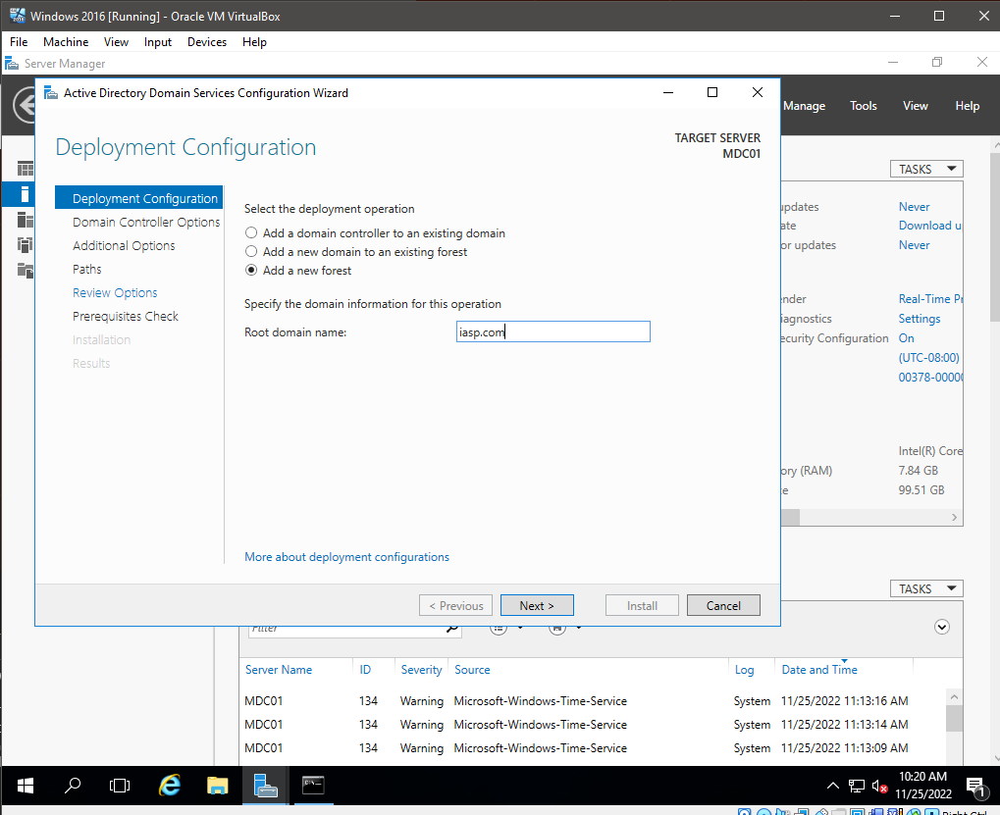 Windows 2016 [Running] - Oracle VM VirtualBox
File Machine View Input Devices Help
Server Manager
Active Directory Domain Services Configuration Wizard
Manage Tools View Help
Deployment Configuration
TARGET SERVER
MDC01
TASKS
Deployment Configuration
Domain Controller Options
Additional Options
Paths
Review Options
Prerequisites Check
Installation
Results
Select the deployment operation
Add a domain controller to an existing domain
Add a new domain to an existing forest
Add a new forest
Specify the domain information for this operation
Root domain name: iasp.com
More about deployment configurations
< Previous Next > Install Cancel
updates Never
Download
or updates Never
Real-Time
Settings
ecurity Configuration On
(UTC-08:00)
00378-0000
Intel(R) Core
ory (RAM) 7.84 GB
99.51 GB
TASKS
Filter
Server Name ID Severity Source Log Date and Time
MDC01 134 Warning Microsoft-Windows-Time-Service System 11/25/2022 11:13:16 AM
MDC01 134 Warning Microsoft-Windows-Time-Service System 11/25/2022 11:13:14 AM
MDC01 134 Warning Microsoft-Windows-Time-Service System 11/25/2022 11:13:09 AM
10:20 AM
11/25/2022
1
Right Ctrl